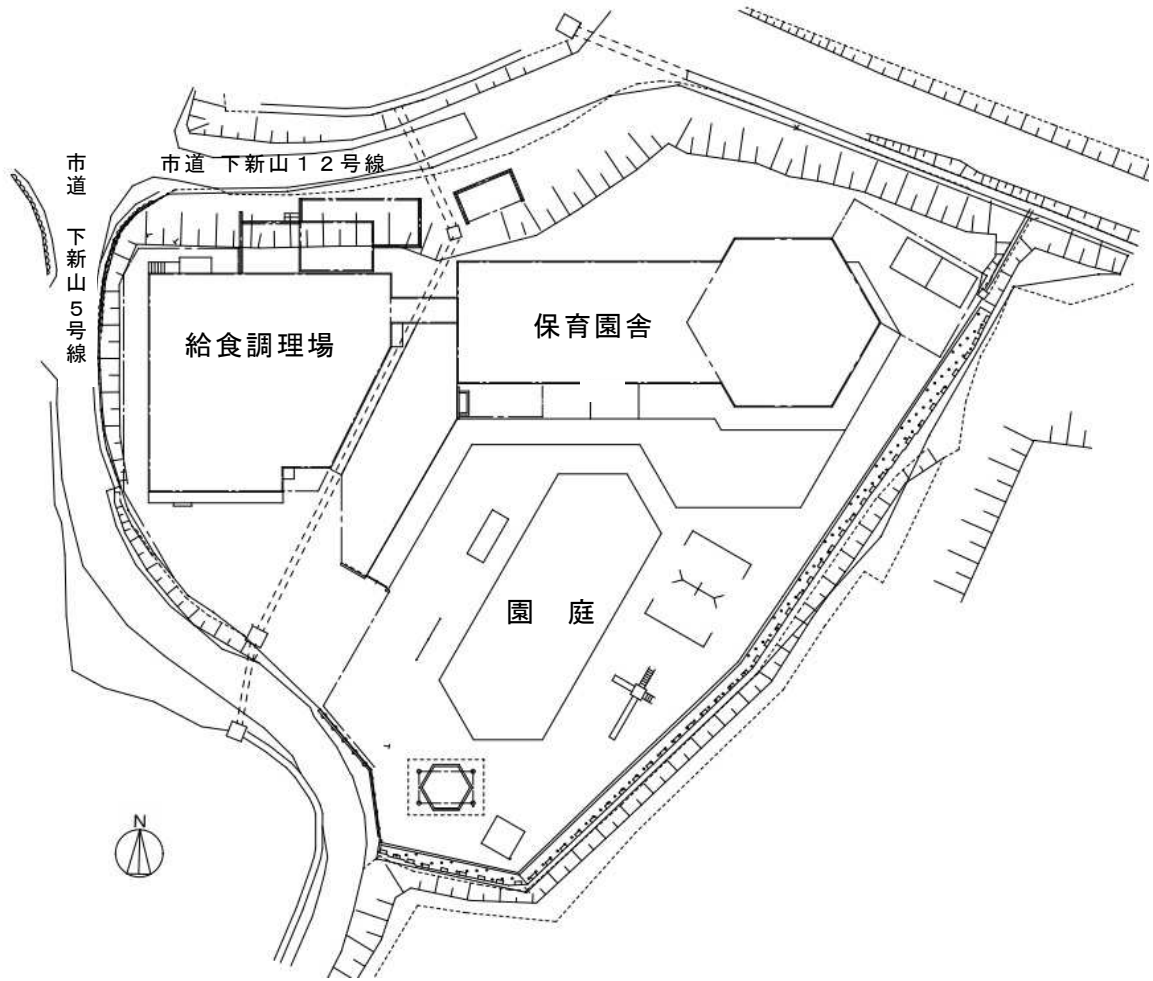 市道 下新山１２号線
市道 下新山５号線
給食調理場
保育園舎
園 庭
N